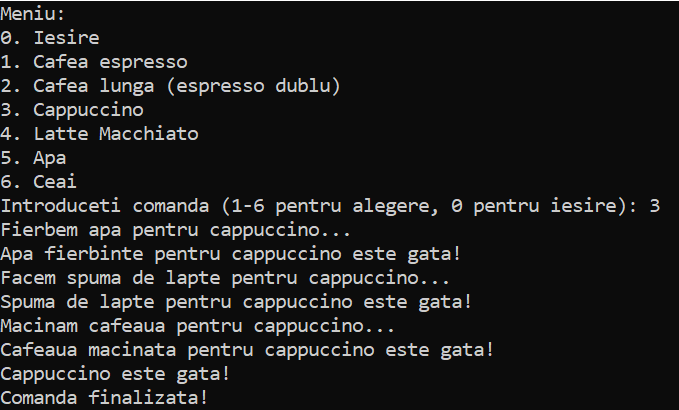 Meniu:
0. Iesire
1. Cafea espresso
2. Cafea lunga (espresso dublu)
3. Cappuccino
4. Latte Macchiato
5. Apa
6. Ceai
Introduceti comanda (1-6 pentru alegere, 0 pentru iesire): 3
Fierbem apa pentru cappuccino...
Apa fierbinte pentru cappuccino este gata!
Facem spuma de lapte pentru cappuccino...
Spuma de lapte pentru cappuccino este gata!
Macinam cafeaua pentru cappuccino...
Cafeaua macinata pentru cappuccino este gata!
Cappuccino este gata!
Comanda finalizata!